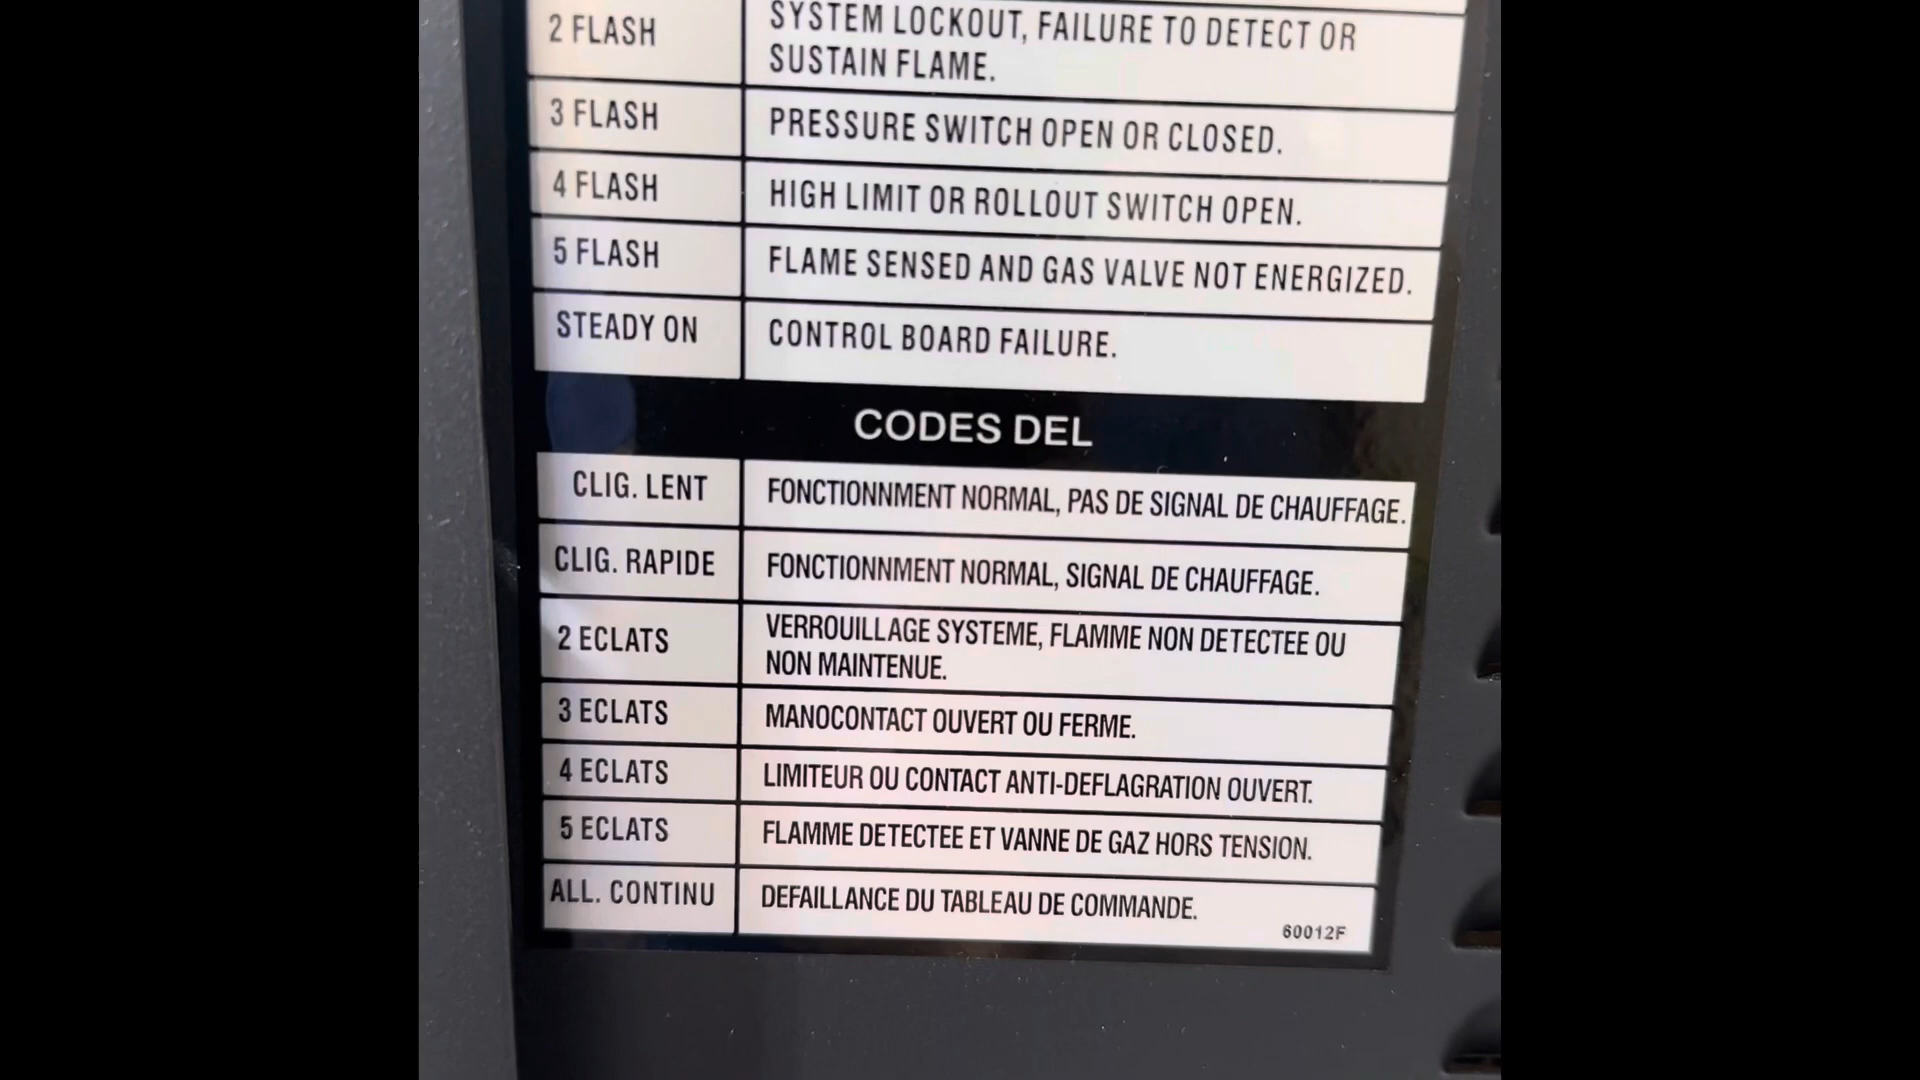 2 FLASH
SYSTEM LOCKOUT, FAILURE TO DETECT OR
SUSTAIN FLAME.
3 FLASH
PRESSURE SWITCH OPEN OR CLOSED.
4 FLASH
HIGH LIMIT OR ROLLOUT SWITCH OPEN.
5 FLASH
FLAME SENSED AND GAS VALVE NOT ENERGIZED.
STEADY ON
CONTROL BOARD FAILURE.
CODES DEL
CLIG. LENT
FONCTIONNMENT NORMAL, PAS DE SIGNAL DE CHAUFFAGE.
CLIG. RAPIDE
FONCTIONNMENT NORMAL, SIGNAL DE CHAUFFAGE.
2 ECLATS
VERROUILLAGE SYSTEME, FLAMME NON DETECTEE OU
NON MAINTENUE.
3 ECLATS
MANOCONTACT OUVERT OU FERME.
4 ECLATS
LIMITEUR OU CONTACT ANTI-DEFLAGRATION OUVERT.
5 ECLATS
FLAMME DETECTEE ET VANNE DE GAZ HORS TENSION.
ALL. CONTINU
DEFAILLANCE DU TABLEAU DE COMMANDE.
60012F